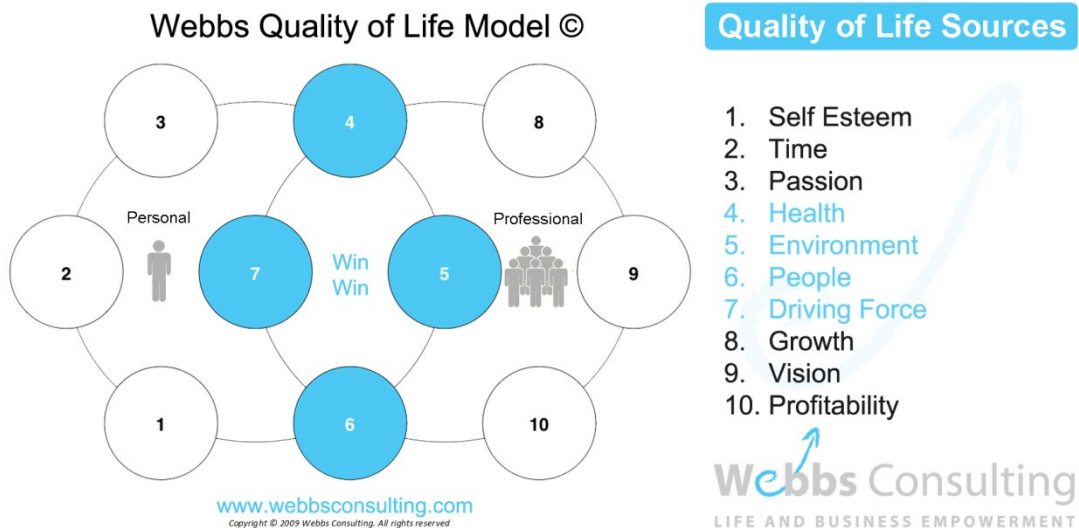 Webbs Quality of Life Model ©
3
4
8
Personal
Professional
2
7
Win
Win
5
9
1
6
10
www.webbsconsulting.com
Copyright © 2009 Webbs Consulting. All rights reserved
Quality of Life Sources
1. Self Esteem
2. Time
3. Passion
4. Health
5. Environment
6. People
7. Driving Force
8. Growth
9. Vision
10. Profitability
Webbs Consulting
LIFE AND BUSINESS EMPOWERMENT